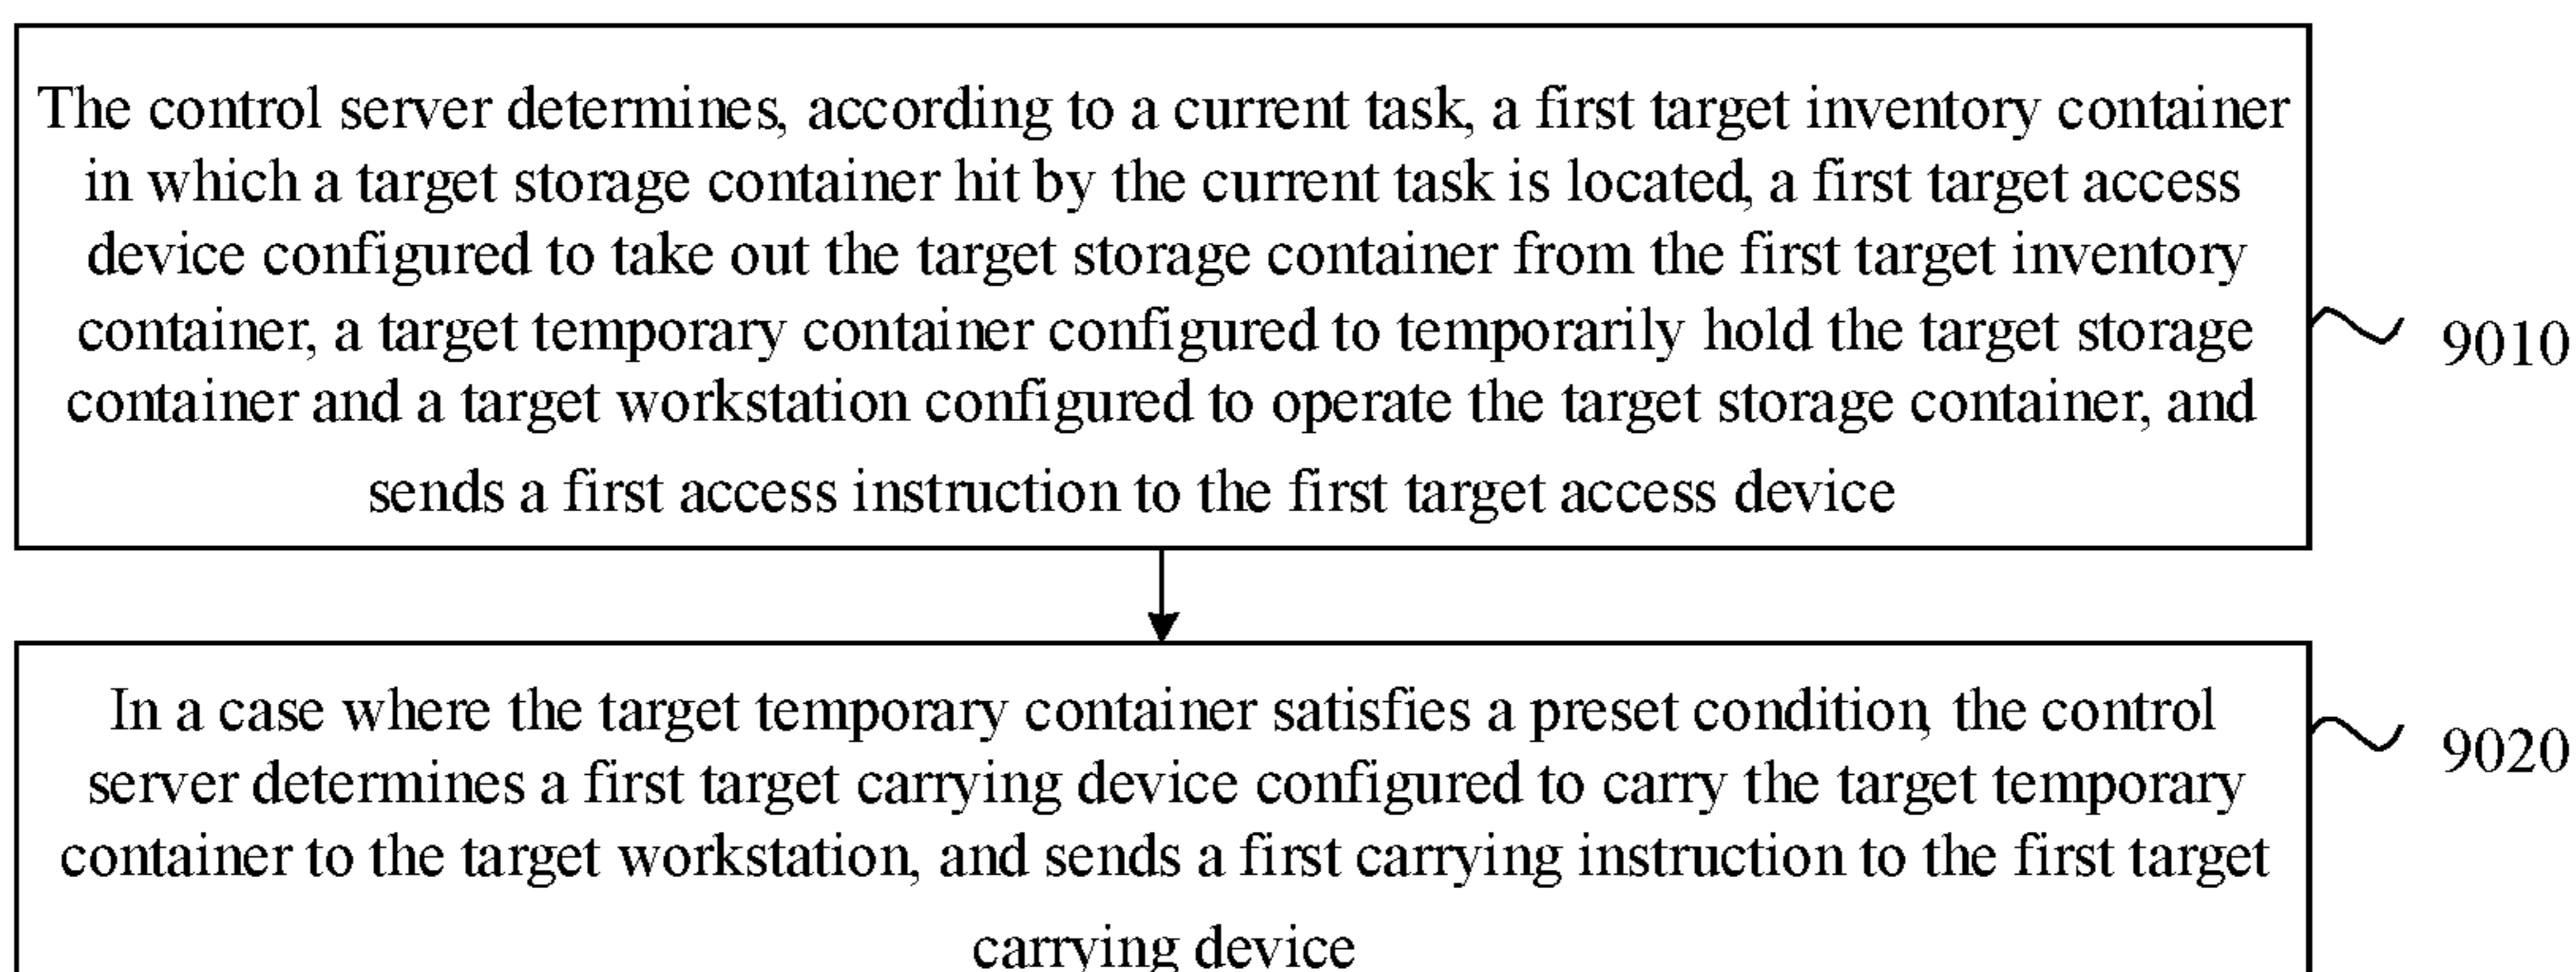 The control server determines, according to a current task, a first target inventory container
in which a target storage container hit by the current task is located, a first target access
device configured to take out the target storage container from the first target inventory
container, a target temporary container configured to temporarily hold the target storage
container and a target workstation configured to operate the target storage container, and
sends a first access instruction to the first target access device
9010
In a case where the target temporary container satisfies a preset condition, the control
server determines a first target carrying device configured to carry the target temporary
container to the target workstation, and sends a first carrying instruction to the first target
carrying device
9020